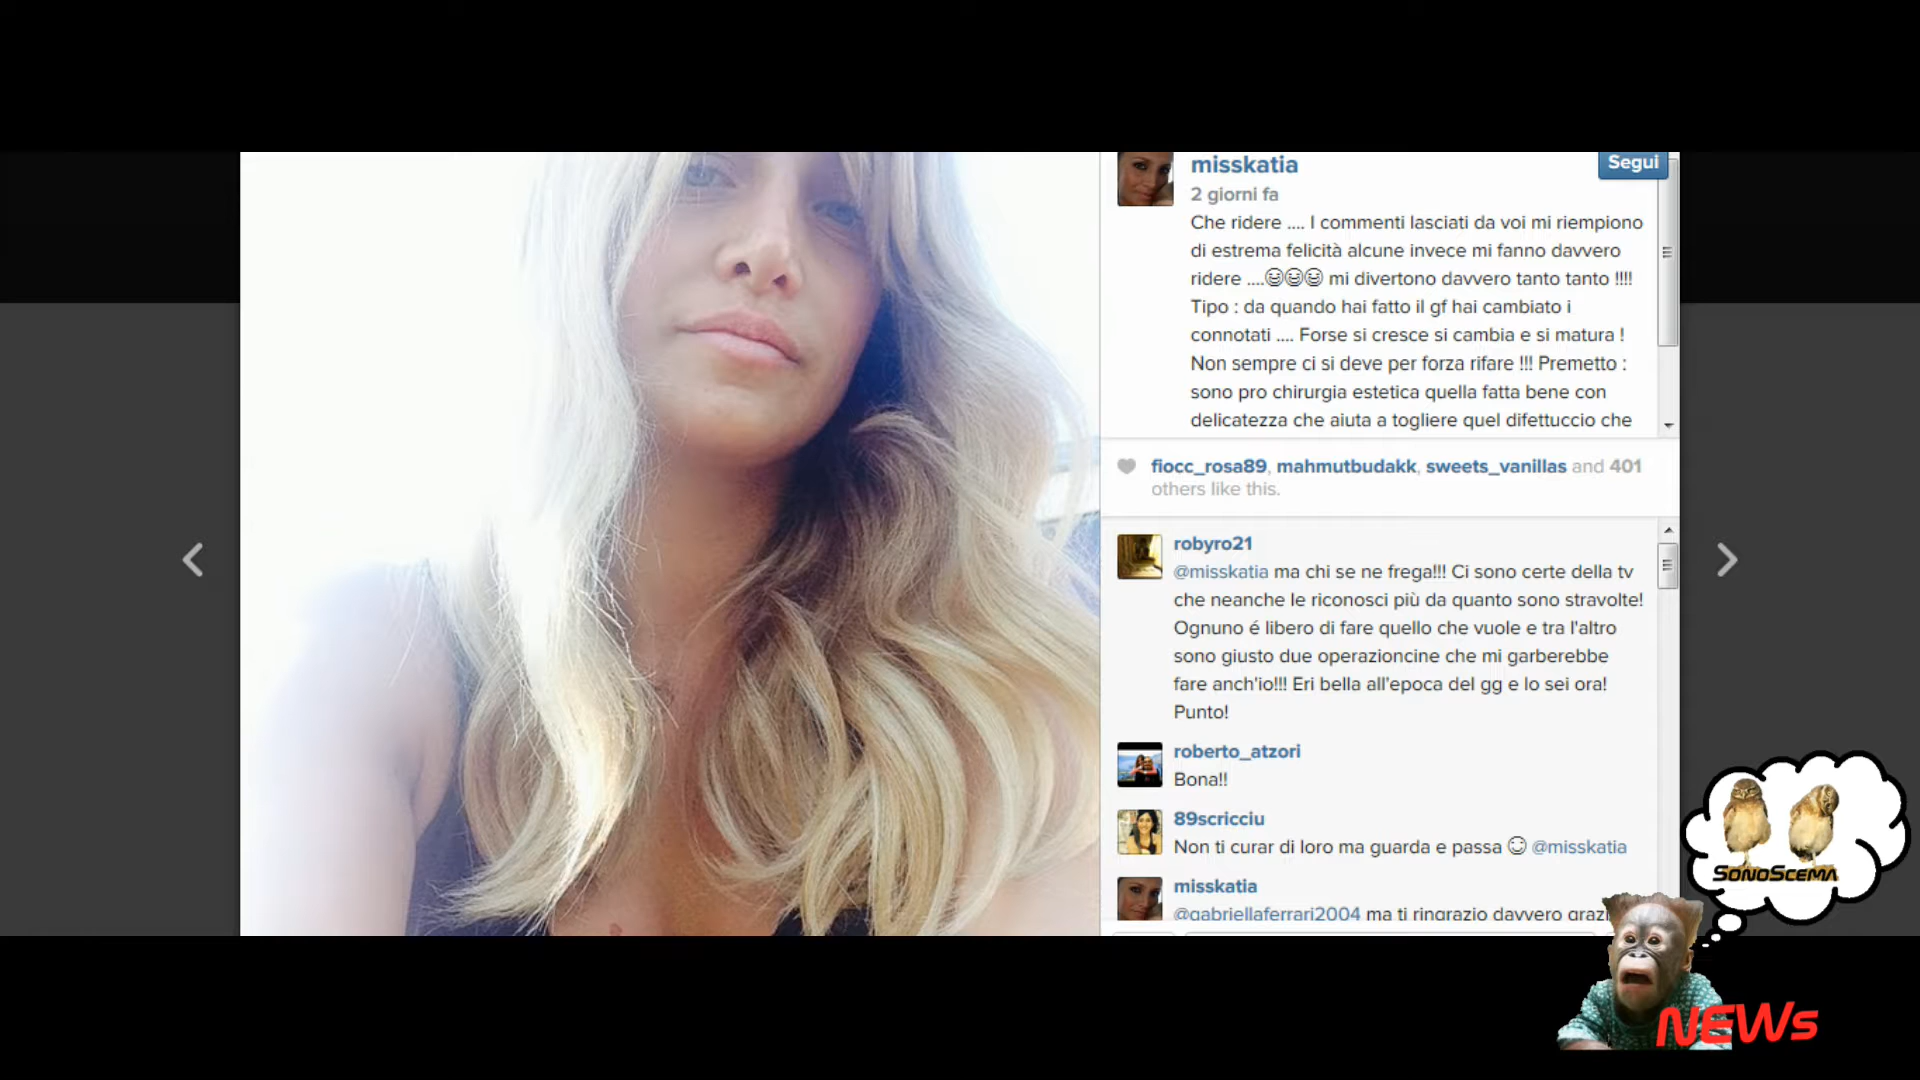 misskatia
Segui
2 giorni fa
Che ridere .... I commenti lasciati da voi mi riempiono
di estrema felicità alcune invece mi fanno davvero
ridere ....😆😆😆 mi divertono davvero tanto tanto !!!!
Tipo : da quando hai fatto il gf hai cambiato i
connotati .... Forse si cresce si cambia e si matura !
Non sempre ci si deve per forza rifare !!! Premetto :
sono pro chirurgia estetica quella fatta bene con
delicatezza che aiuta a togliere quel difettuccio che
fiocc_rosa89, mahmutbudakk, sweets_vanillas and 401
others like this.
robyro21
@misskatia ma chi se ne frega!!! Ci sono certe della tv
che neanche le riconosci più da quanto sono stravolte!
Ognuno é libero di fare quello che vuole e tra l'altro
sono giusto due operazioncine che mi garberebbe
fare anch'io!!! Eri bella all'epoca del gg e lo sei ora!
Punto!
roberto_atzori
Bona!!
89scricciu
Non ti curar di loro ma guarda e passa 😊 @misskatia
misskatia
@gabriellaferrari2004 ma ti ringrazio davvero grazi
SONOSCEMA
NEWs